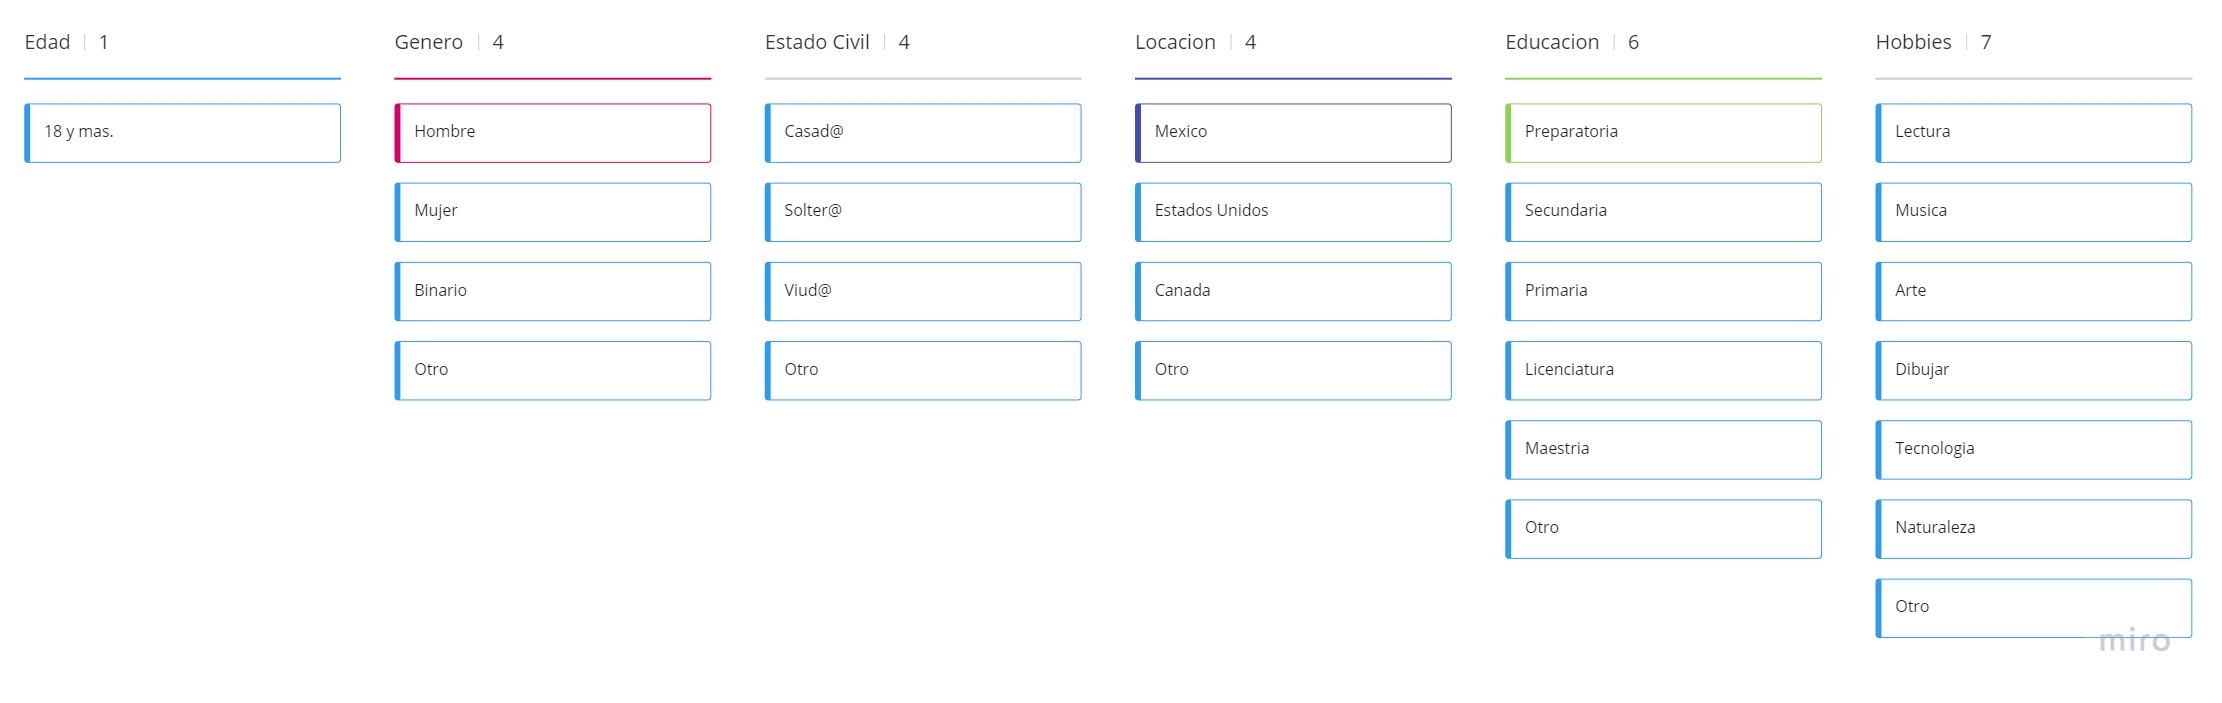 Edad | 1
18 y mas.
Genero | 4
Hombre
Mujer
Binario
Otro
Estado Civil | 4
Casad@
Solter@
Viud@
Otro
Locacion | 4
Mexico
Estados Unidos
Canada
Otro
Educacion | 6
Preparatoria
Secundaria
Primaria
Licenciatura
Maestria
Otro
Hobbies | 7
Lectura
Musica
Arte
Dibujar
Tecnologia
Naturaleza
Otro
miro